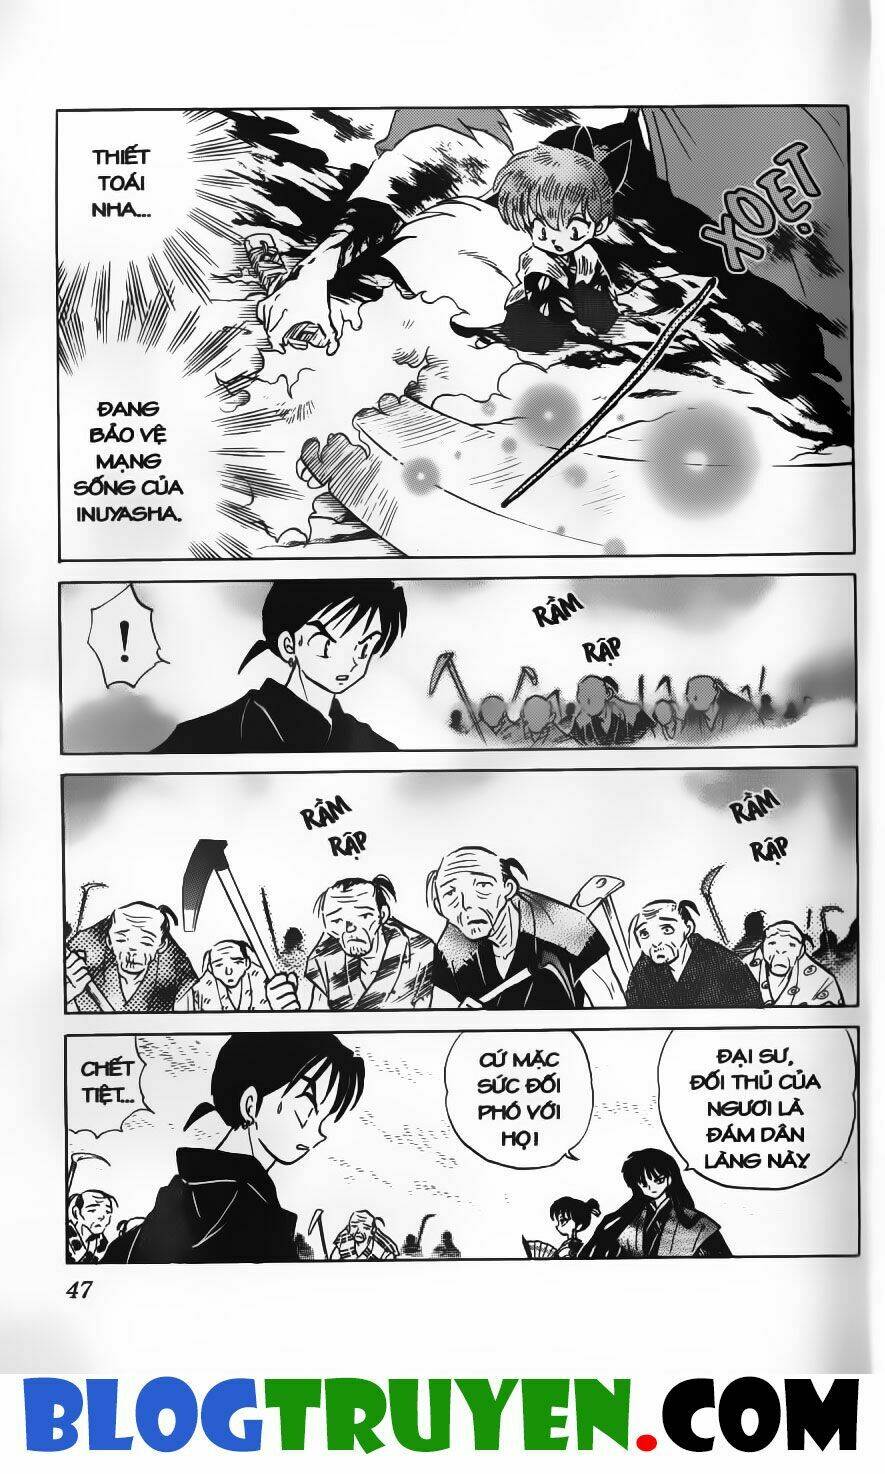 THIẾT
TOÁI
NHA...
XOẸT
ĐANG
BẢO VỆ
MẠNG
SỐNG CỦA
INUYASHA.
!
RẦM
RẬP
RẦM
RẬP
RẦM
RẬP
ĐẠI SƯ,
ĐỐI THỦ CỦA
NGƯƠI LÀ
ĐÁM DÂN
LÀNG NÀY.
CỨ MẶC
SỨC ĐỐI
PHÓ VỚI
HỌ!
CHẾT
TIỆT...
47
BLOGTRUYEN.COM